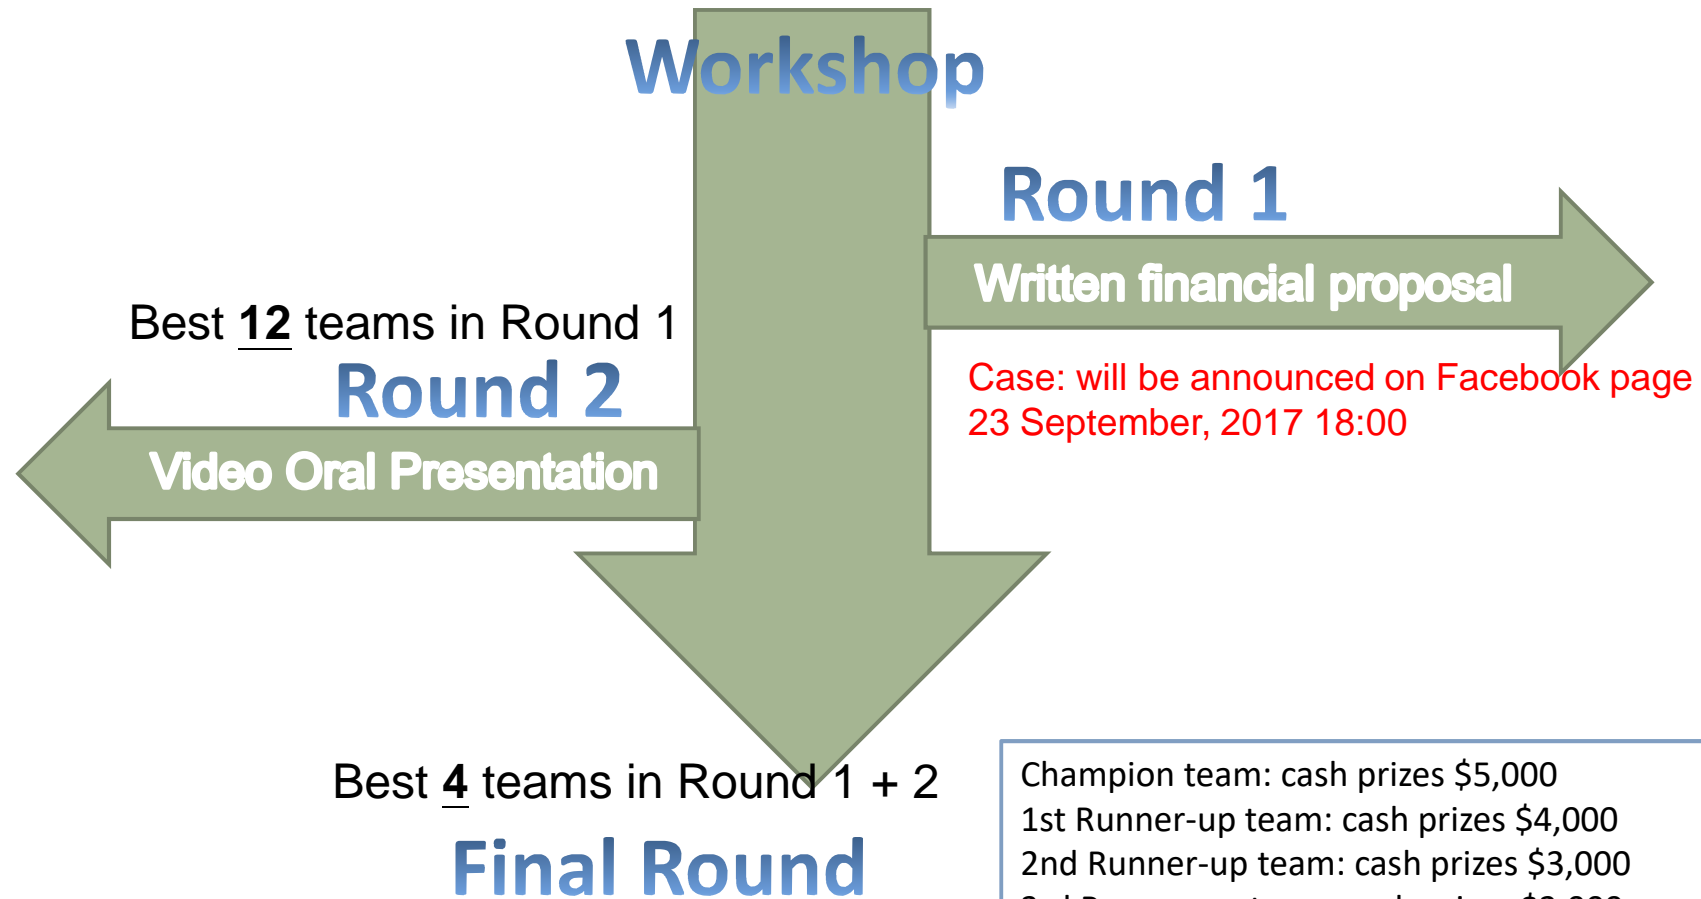 Workshop
Round 1
Written financial proposal
Case: will be announced on Facebook page
23 September, 2017 18:00
Best 12 teams in Round 1
Round 2
Video Oral Presentation
Best 4 teams in Round 1 + 2
Final Round
Champion team: cash prizes $5,000
1st Runner-up team: cash prizes $4,000
2nd Runner-up team: cash prizes $3,000